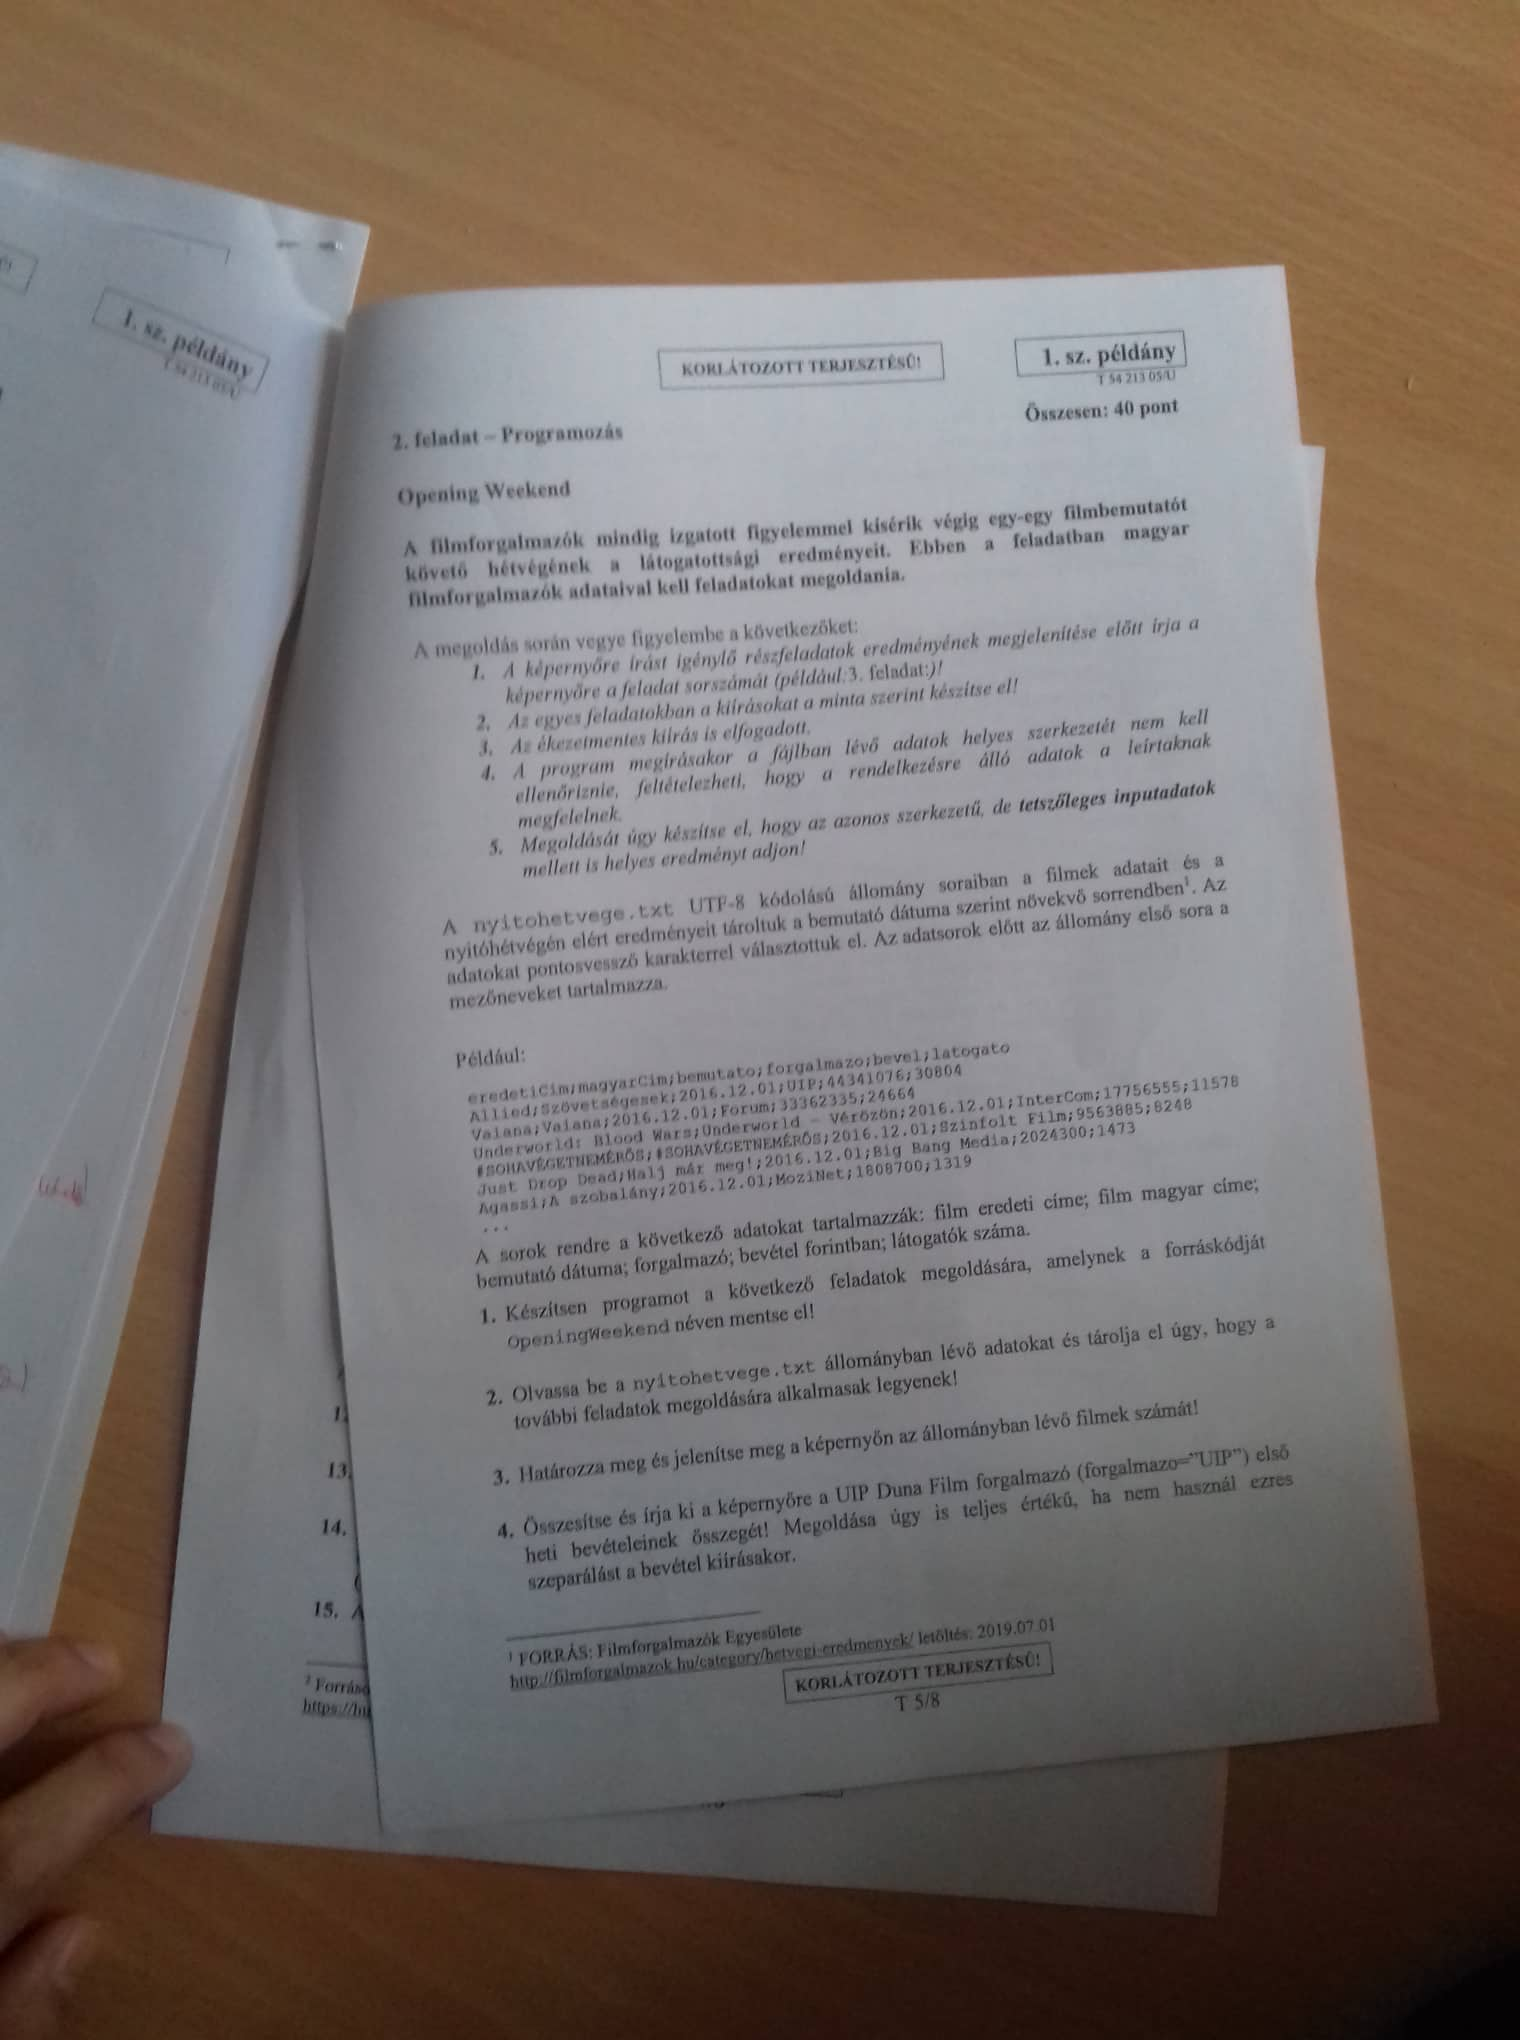 1. sz. példány
T 54 213 05/U
KORLÁTOZOTT TERJESZTÉSŰ!
1. sz. példány
T 54 213 05/U
Összesen: 40 pont
2. feladat – Programozás
Opening Weekend
A filmforgalmazók mindig izgatott figyelemmel kísérik végig egy-egy filmbemutatót
követő hétvégének a látogatottsági eredményeit. Ebben a feladatban magyar
filmforgalmazók adataival kell feladatokat megoldania.
A megoldás során vegye figyelembe a következőket:
1. A képernyőre írást igénylő részfeladatok eredményének megjelenítése előtt írja a
képernyőre a feladat sorszámát (például:3. feladat:)!
2. Az egyes feladatokban a kiírásokat a minta szerint készítse el!
3. Az ékezetmentes kiírás is elfogadott.
4. A program megírásakor a fájlban lévő adatok helyes szerkezetét nem kell
ellenőriznie, feltételezheti, hogy a rendelkezésre álló adatok a leírtaknak
megfelelnek.
5. Megoldását úgy készítse el, hogy az azonos szerkezetű, de tetszőleges inputadatok
mellett is helyes eredményt adjon!
A nyitohetvege.txt UTF-8 kódolású állomány soraiban a filmek adatait és a
nyitóhétvégén elért eredményeit tároltuk a bemutató dátuma szerint növekvő sorrendben¹. Az
adatokat pontosvessző karakterrel választottuk el. Az adatsorok előtt az állomány első sora a
mezőneveket tartalmazza.
Például:
eredetiCim;magyarCim;bemutato;forgalmazo;bevel;latogato
Allied;Szövetségesek;2016.12.01;UIP;44341076;30804
Vaiana;Vaiana;2016.12.01;Forum;33362335;24664
Underworld: Blood Wars;Underworld - Vérözön;2016.12.01;InterCom;17756555;11578
#SOHAVÉGETNEMÉRŐS;#SOHAVÉGETNEMÉRŐS;2016.12.01;Szinfolt Film;9563885;8248
Just Drop Dead;Halj már meg!;2016.12.01;Big Bang Media;2024300;1473
Agassi;A szobalány;2016.12.01;MoziNet;1808700;1319
...
A sorok rendre a következő adatokat tartalmazzák: film eredeti címe; film magyar címe;
bemutató dátuma; forgalmazó; bevétel forintban; látogatók száma.
1. Készítsen programot a következő feladatok megoldására, amelynek a forráskódját
OpeningWeekend néven mentse el!
2. Olvassa be a nyitohetvege.txt állományban lévő adatokat és tárolja el úgy, hogy a
további feladatok megoldására alkalmasak legyenek!
3. Határozza meg és jelenítse meg a képernyőn az állományban lévő filmek számát!
4. Összesítse és írja ki a képernyőre a UIP Duna Film forgalmazó (forgalmazo=”UIP”) első
heti bevételeinek összegét! Megoldása úgy is teljes értékű, ha nem használ ezres
szeparálást a bevétel kiírásakor.
¹ FORRÁS: Filmforgalmazók Egyesülete
http://filmforgalmazok.hu/category/hetvegi-eredmenyek/ letöltés: 2019.07.01
KORLÁTOZOTT TERJESZTÉSŰ!
T 5/8
13.
14.
15. A